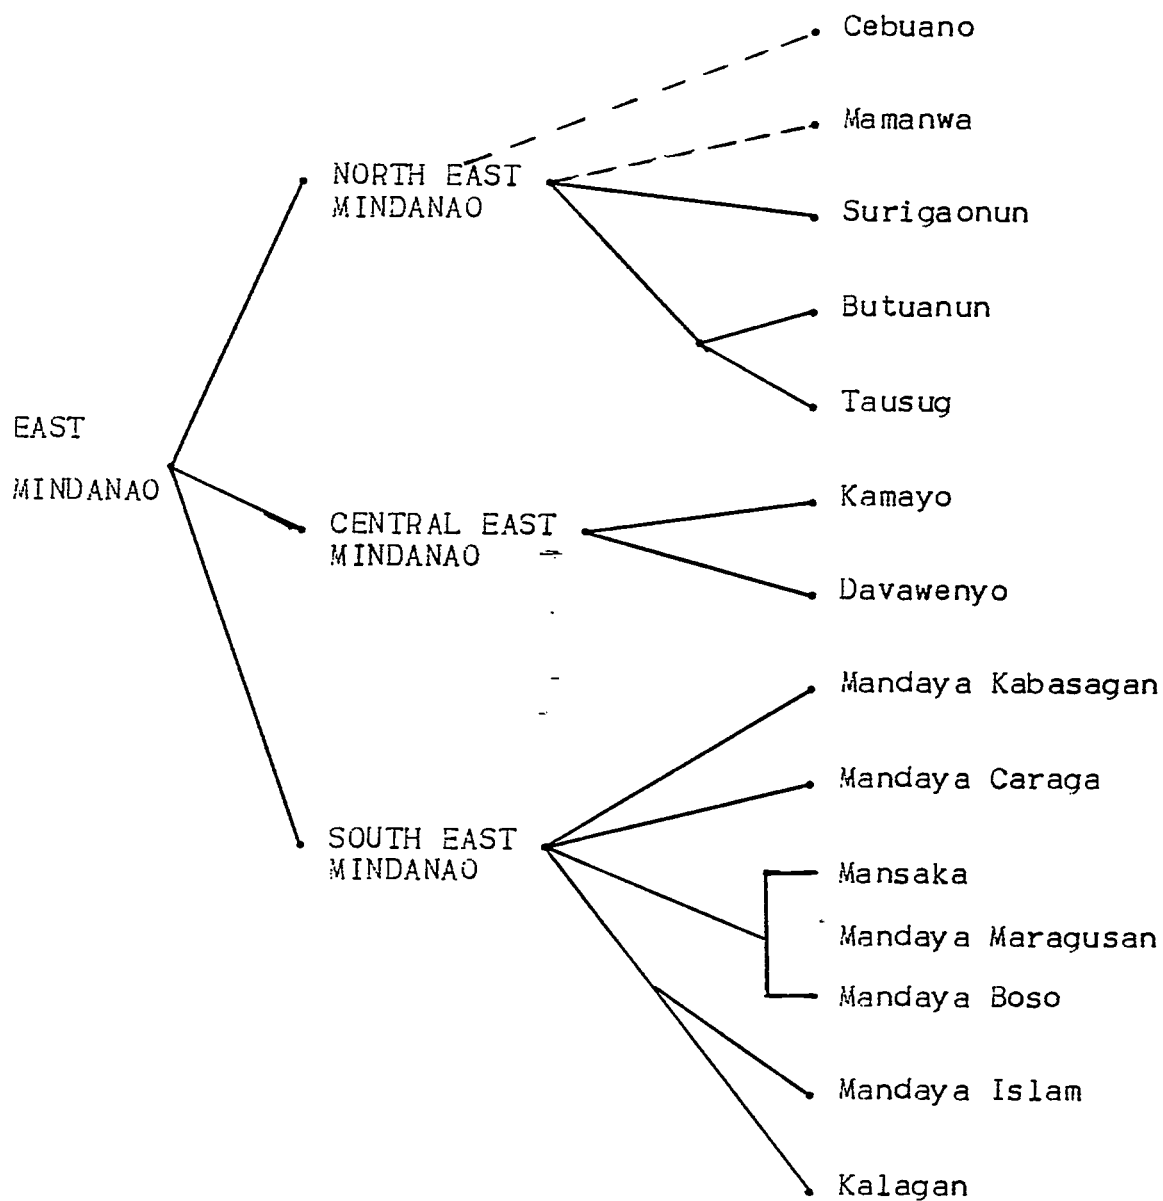 Cebuano
Mamanwa
NORTH EAST
MINDANAO
Surigaonun
Butuanun
Tausug
EAST
MINDANAO
Kamayo
CENTRAL EAST
MINDANAO
Davawenyo
Mandaya Kabasagan
Mandaya Caraga
SOUTH EAST
MINDANAO
Mansaka
Mandaya Maragusan
Mandaya Boso
Mandaya Islam
Kalagan